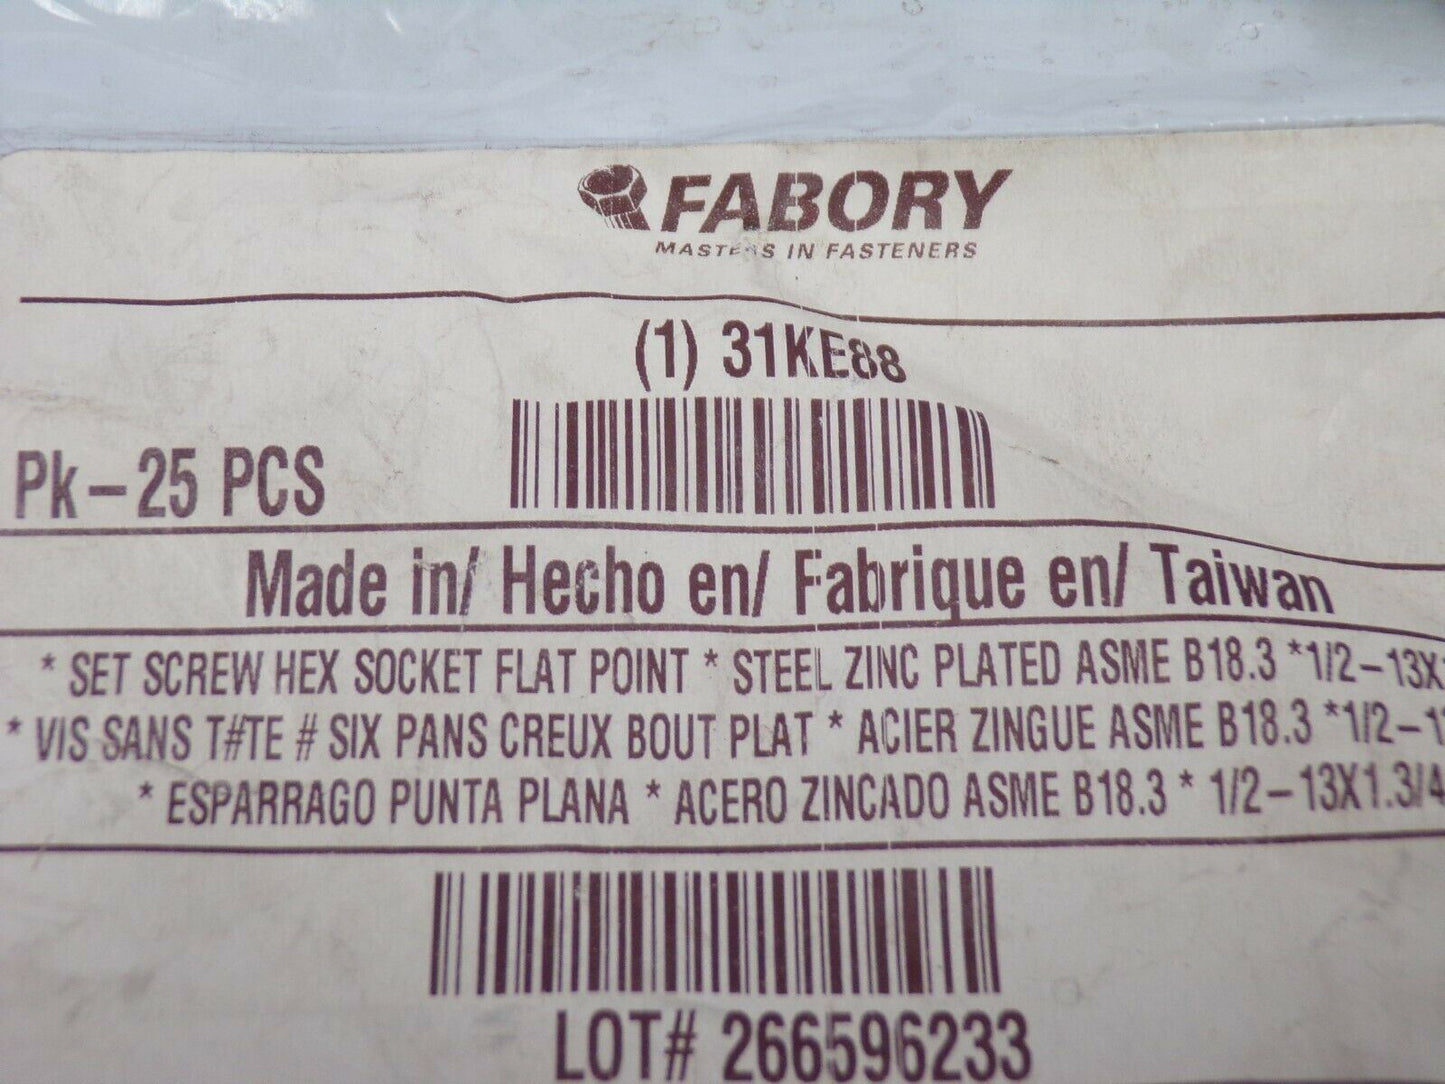 FABORY
MASTERS IN FASTENERS
(1) 31KE88
Pk-25 PCS
Made in/ Hecho en/ Fabrique en/ Taiwan
* SET SCREW HEX SOCKET FLAT POINT * STEEL ZINC PLATED ASME B18.3 *1/2-13X1
* VIS SANS T#TE # SIX PANS CREUX BOUT PLAT * ACIER ZINGUE ASME B18.3 *1/2-1
* ESPARRAGO PUNTA PLANA * ACERO ZINCADO ASME B18.3 * 1/2-13X1.3/4
LOT# 266596233